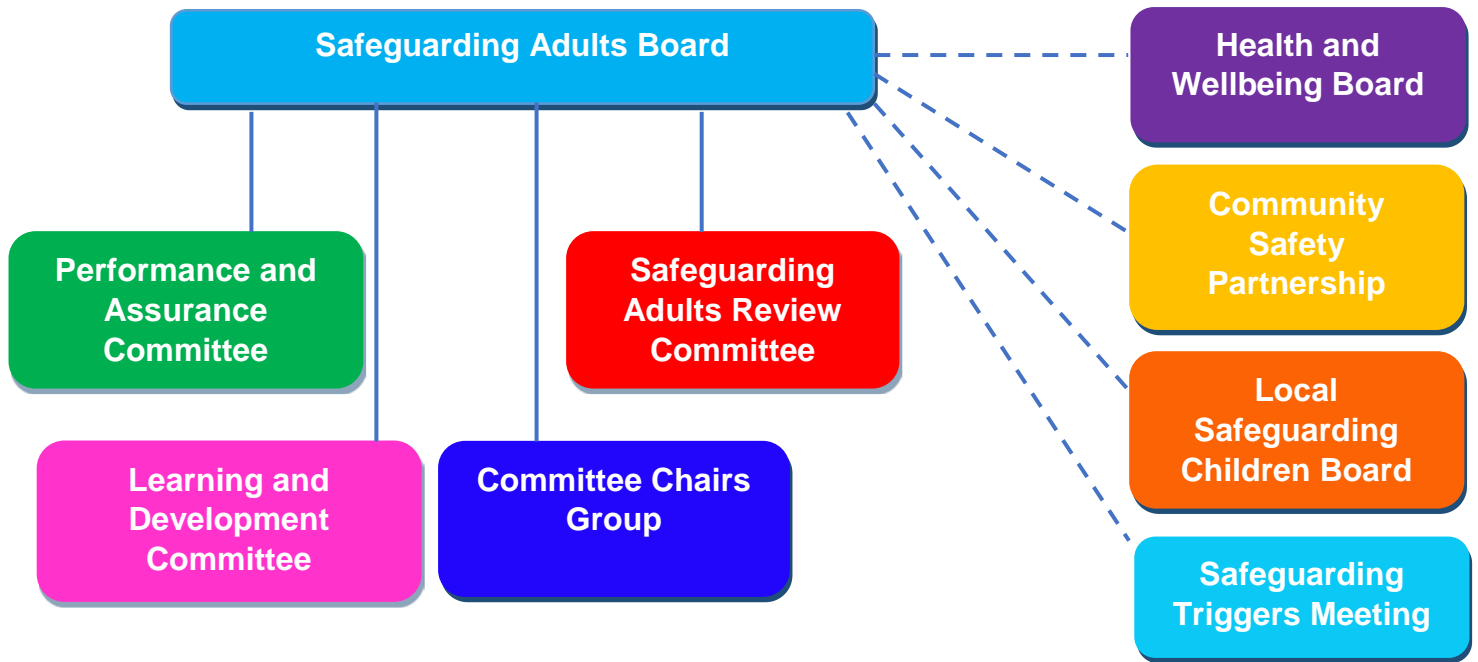 Safeguarding Adults Board
Health and
Wellbeing Board
Community
Safety
Partnership
Performance and
Assurance
Committee
Safeguarding
Adults Review
Committee
Local
Safeguarding
Children Board
Learning and
Development
Committee
Committee Chairs
Group
Safeguarding
Triggers Meeting